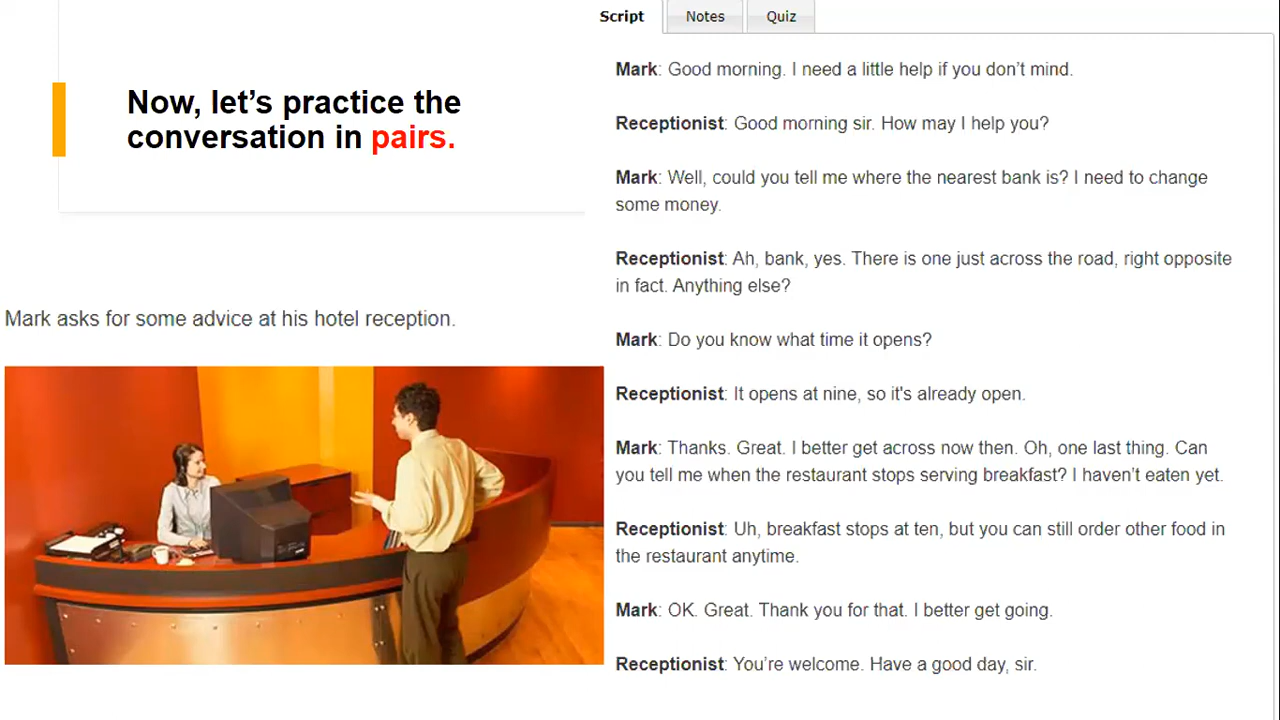 Now, let’s practice the
conversation in pairs.
Mark asks for some advice at his hotel reception.
Script
Notes
Quiz
Mark: Good morning. I need a little help if you don’t mind.
Receptionist: Good morning sir. How may I help you?
Mark: Well, could you tell me where the nearest bank is? I need to change
some money.
Receptionist: Ah, bank, yes. There is one just across the road, right opposite
in fact. Anything else?
Mark: Do you know what time it opens?
Receptionist: It opens at nine, so it's already open.
Mark: Thanks. Great. I better get across now then. Oh, one last thing. Can
you tell me when the restaurant stops serving breakfast? I haven’t eaten yet.
Receptionist: Uh, breakfast stops at ten, but you can still order other food in
the restaurant anytime.
Mark: OK. Great. Thank you for that. I better get going.
Receptionist: You’re welcome. Have a good day, sir.